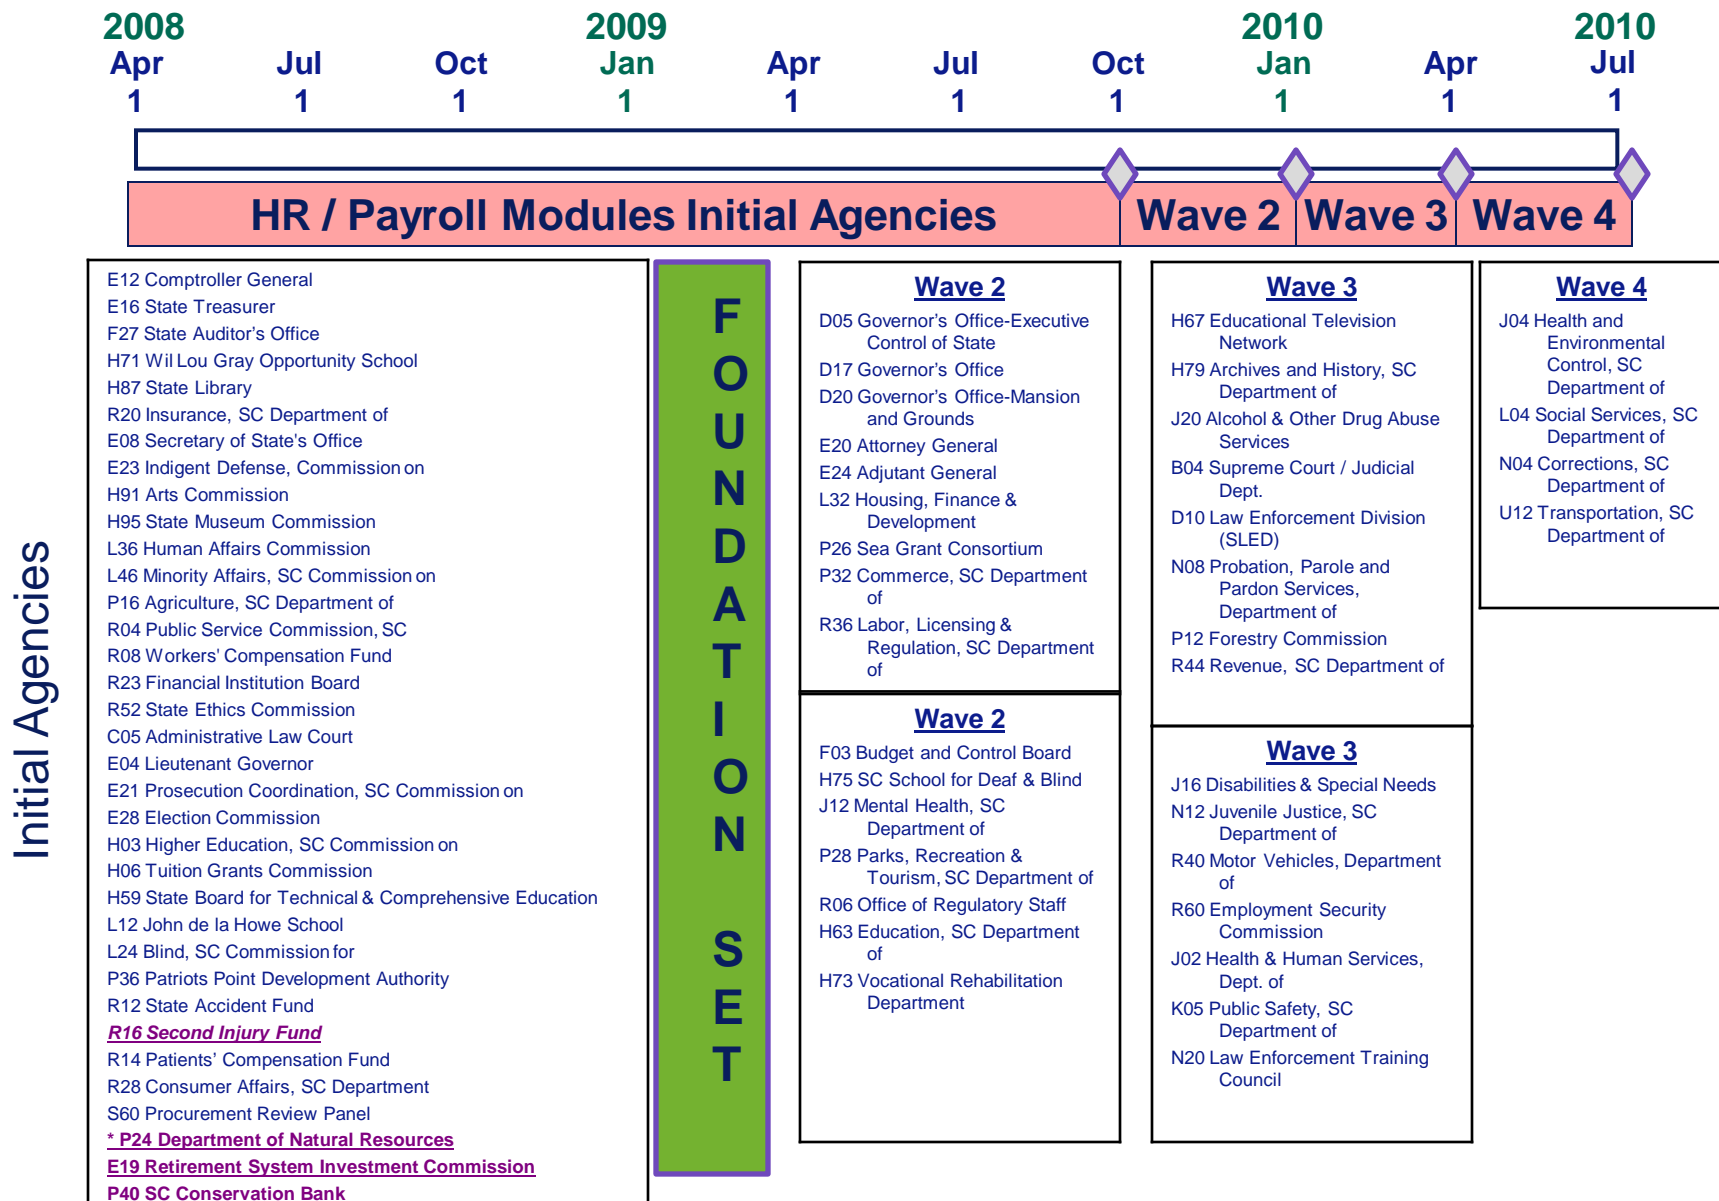 2008 2009 2010 2010
Apr Jul Oct Jan Apr Jul Oct Jan Apr Jul
1 1 1 1 1 1 1 1 1 1
HR / Payroll Modules Initial Agencies Wave 2 Wave 3 Wave 4
Initial Agencies
E12 Comptroller General
E16 State Treasurer
F27 State Auditor's Office
H71 Wil Lou Gray Opportunity School
H87 State Library
R20 Insurance, SC Department of
E08 Secretary of State's Office
E23 Indigent Defense, Commission on
H91 Arts Commission
H95 State Museum Commission
L36 Human Affairs Commission
L46 Minority Affairs, SC Commission on
P16 Agriculture, SC Department of
R04 Public Service Commission, SC
R08 Workers' Compensation Fund
R23 Financial Institution Board
R52 State Ethics Commission
C05 Administrative Law Court
E04 Lieutenant Governor
E21 Prosecution Coordination, SC Commission on
E28 Election Commission
H03 Higher Education, SC Commission on
H06 Tuition Grants Commission
H59 State Board for Technical & Comprehensive Education
L12 John de la Howe School
L24 Blind, SC Commission for
P36 Patriots Point Development Authority
R12 State Accident Fund
R16 Second Injury Fund
R14 Patients' Compensation Fund
R28 Consumer Affairs, SC Department
S60 Procurement Review Panel
* P24 Department of Natural Resources
E19 Retirement System Investment Commission
P40 SC Conservation Bank
F
O
U
N
D
A
T
I
O
N
S
E
T
Wave 2
D05 Governor's Office-Executive
Control of State
D17 Governor's Office
D20 Governor's Office-Mansion
and Grounds
E20 Attorney General
E24 Adjutant General
L32 Housing, Finance &
Development
P26 Sea Grant Consortium
P32 Commerce, SC Department
of
R36 Labor, Licensing &
Regulation, SC Department
of
Wave 2
F03 Budget and Control Board
H75 SC School for Deaf & Blind
J12 Mental Health, SC
Department of
P28 Parks, Recreation &
Tourism, SC Department of
R06 Office of Regulatory Staff
H63 Education, SC Department
of
H73 Vocational Rehabilitation
Department
Wave 3
H67 Educational Television
Network
H79 Archives and History, SC
Department of
J20 Alcohol & Other Drug Abuse
Services
B04 Supreme Court / Judicial
Dept.
D10 Law Enforcement Division
(SLED)
N08 Probation, Parole and
Pardon Services,
Department of
P12 Forestry Commission
R44 Revenue, SC Department of
Wave 3
J16 Disabilities & Special Needs
N12 Juvenile Justice, SC
Department of
R40 Motor Vehicles, Department
of
R60 Employment Security
Commission
J02 Health & Human Services,
Dept. of
K05 Public Safety, SC
Department of
N20 Law Enforcement Training
Council
Wave 4
J04 Health and
Environmental
Control, SC
Department of
L04 Social Services, SC
Department of
N04 Corrections, SC
Department of
U12 Transportation, SC
Department of